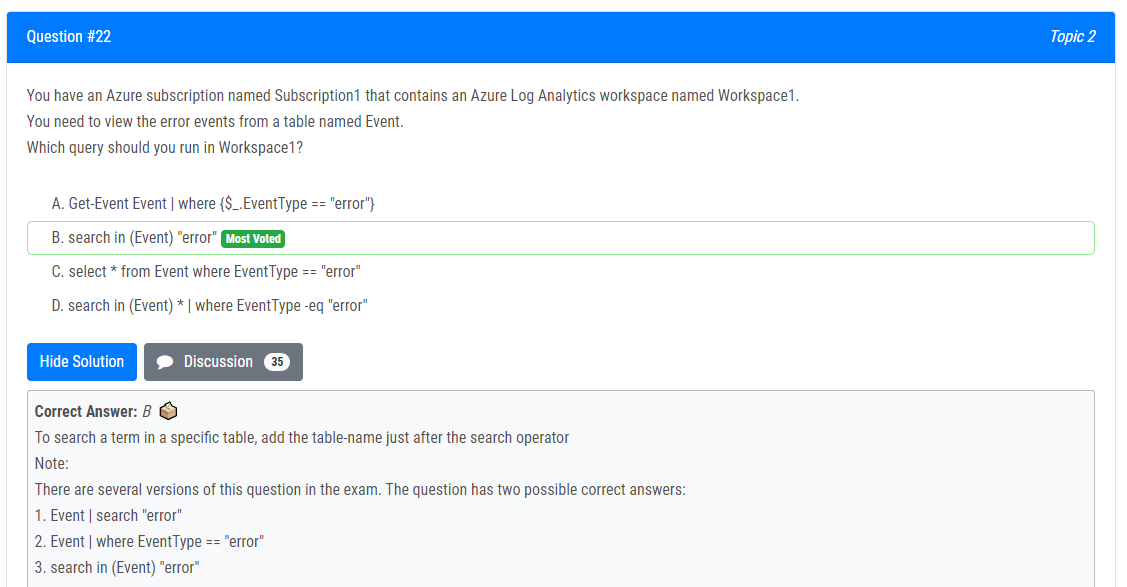 Question #22
Topic 2
You have an Azure subscription named Subscription1 that contains an Azure Log Analytics workspace named Workspace1.
You need to view the error events from a table named Event.
Which query should you run in Workspace1?
A. Get-Event Event | where {$_.EventType == "error"}
B. search in (Event) "error" Most Voted
C. select * from Event where EventType == "error"
D. search in (Event) * | where EventType -eq "error"
Hide Solution
Discussion 35
Correct Answer: B
To search a term in a specific table, add the table-name just after the search operator
Note:
There are several versions of this question in the exam. The question has two possible correct answers:
1. Event | search "error"
2. Event | where EventType == "error"
3. search in (Event) "error"